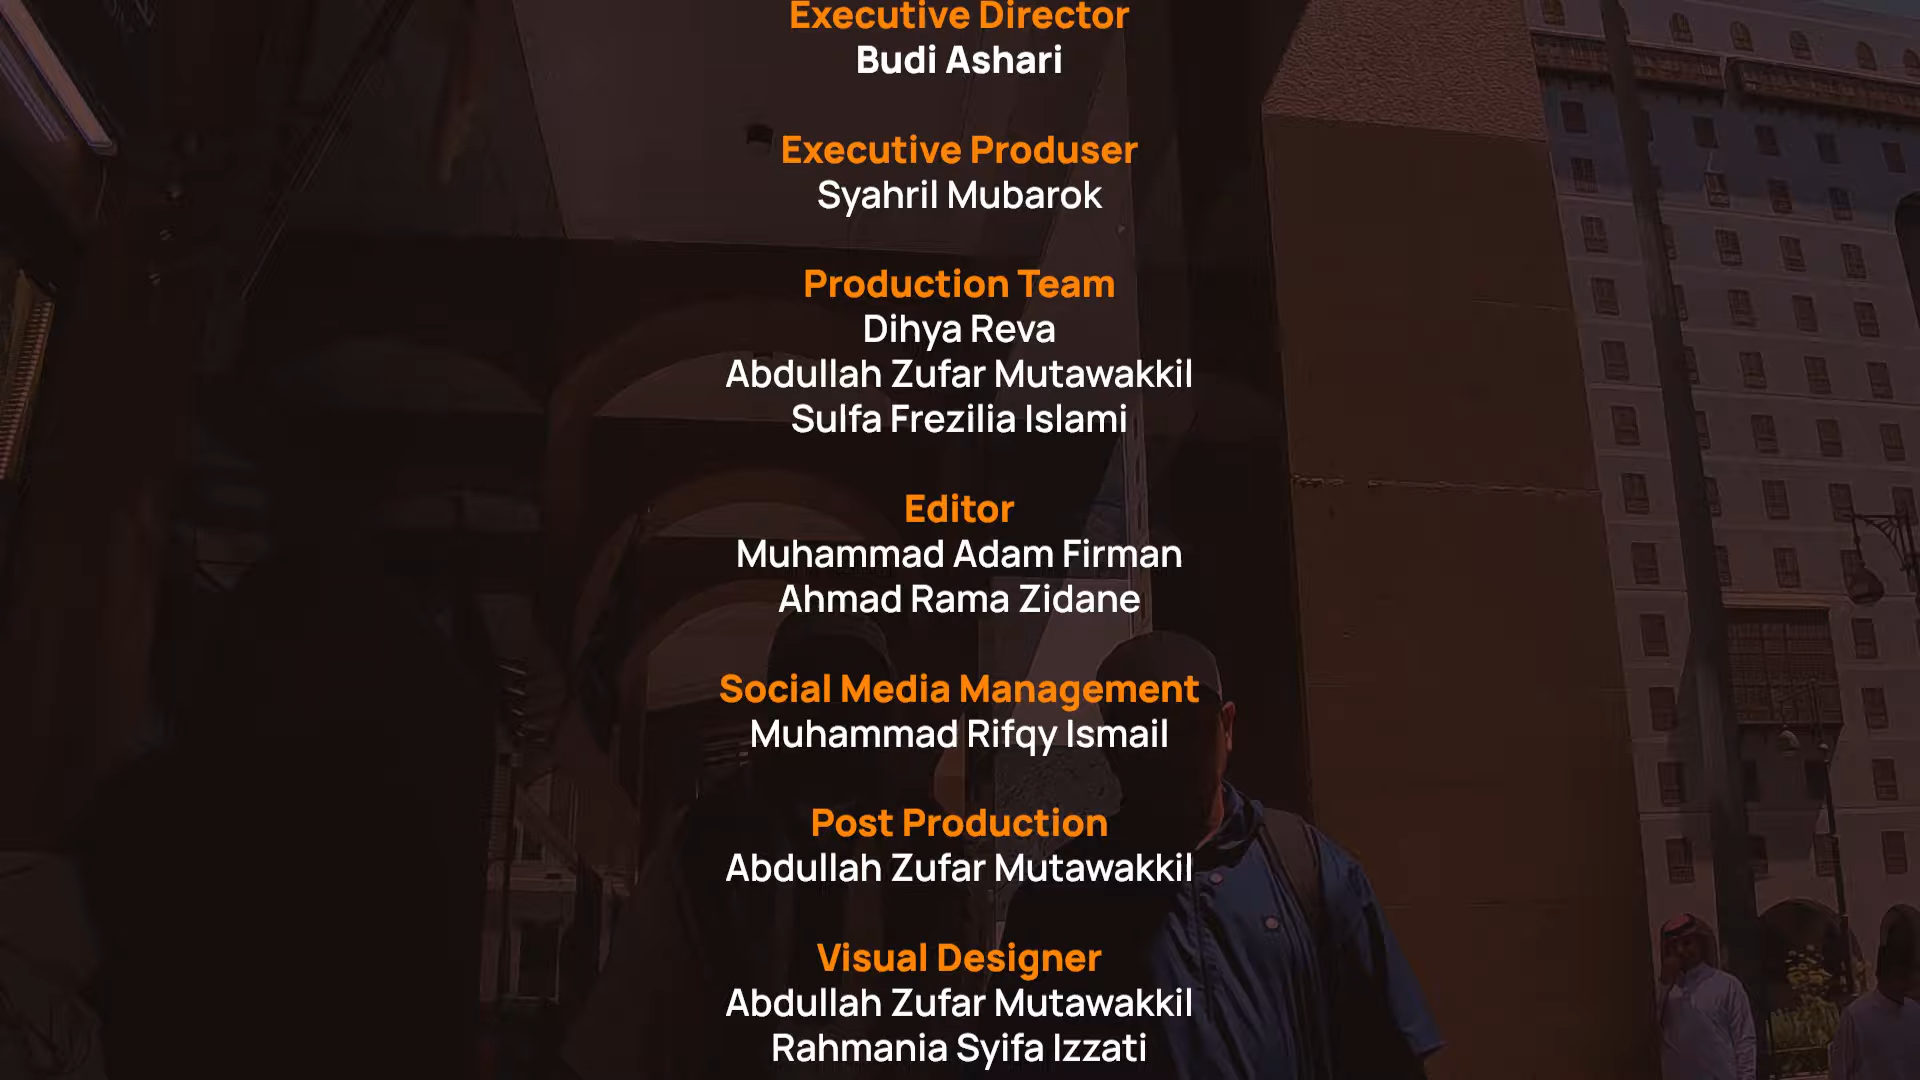 Executive Director
Budi Ashari
Executive Produser
Syahril Mubarok
Production Team
Dihya Reva
Abdullah Zufar Mutawakkil
Sulfa Frezilia Islami
Editor
Muhammad Adam Firman
Ahmad Rama Zidane
Social Media Management
Muhammad Rifqy Ismail
Post Production
Abdullah Zufar Mutawakkil
Visual Designer
Abdullah Zufar Mutawakkil
Rahmania Syifa Izzati